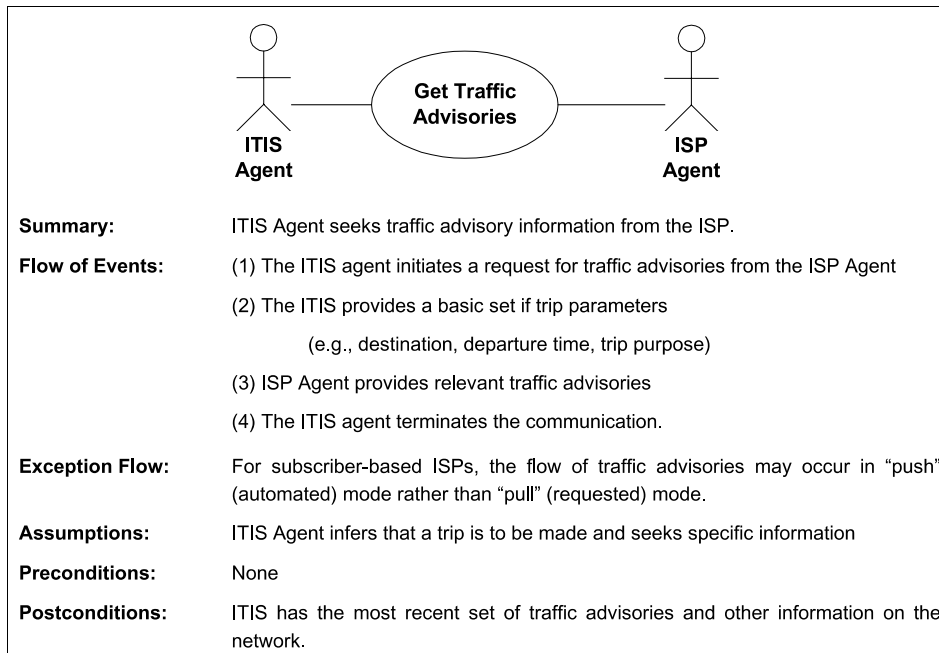 Get Traffic
Advisories
ITIS
Agent
ISP
Agent
Summary: ITIS Agent seeks traffic advisory information from the ISP.
Flow of Events: (1) The ITIS agent initiates a request for traffic advisories from the ISP Agent
(2) The ITIS provides a basic set if trip parameters
(e.g., destination, departure time, trip purpose)
(3) ISP Agent provides relevant traffic advisories
(4) The ITIS agent terminates the communication.
Exception Flow: For subscriber-based ISPs, the flow of traffic advisories may occur in “push”
(automated) mode rather than “pull” (requested) mode.
Assumptions: ITIS Agent infers that a trip is to be made and seeks specific information
Preconditions: None
Postconditions: ITIS has the most recent set of traffic advisories and other information on the
network.